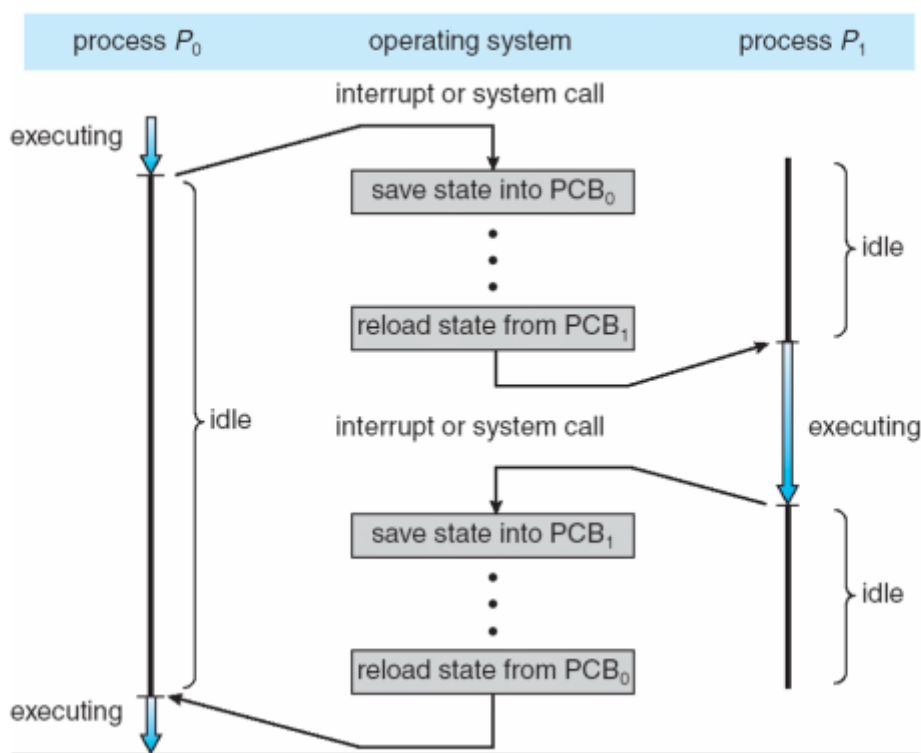 process P₀ operating system process P₁
interrupt or system call
executing
save state into PCB₀
idle
reload state from PCB₁
idle
interrupt or system call
executing
save state into PCB₁
idle
reload state from PCB₀
executing